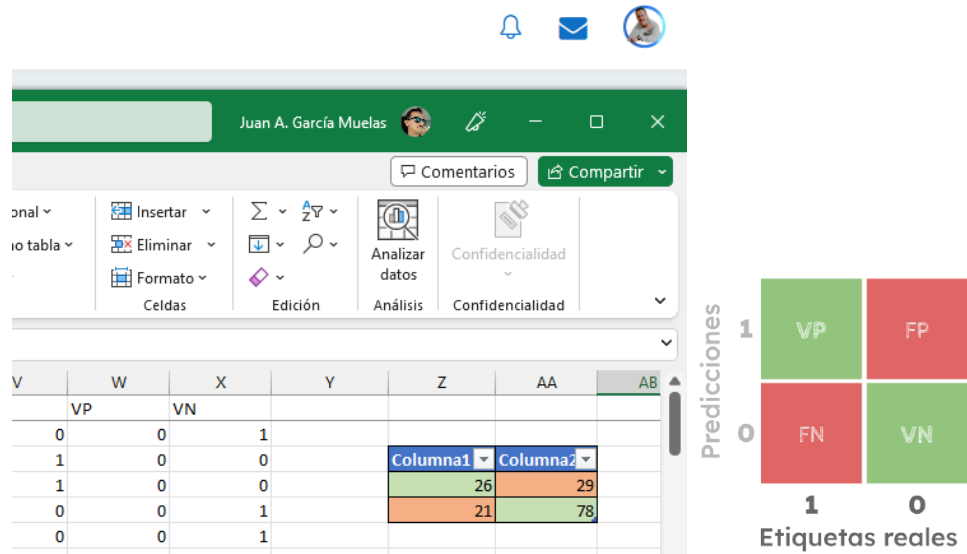 Juan A. García Muelas
Comentarios
Compartir
onal
Insertar
o tabla
Eliminar
Formato
Analizar
datos
Confidencialidad
Celdas
Edición
Análisis
Confidencialidad
V W X Y Z AA AB
VP VN
0 0 1
1 0 0 Columna1 Columna2
1 0 0 26 29
0 0 1 21 78
0 0 1
Predicciones
1 VP FP
0 FN VN
1 0
Etiquetas reales